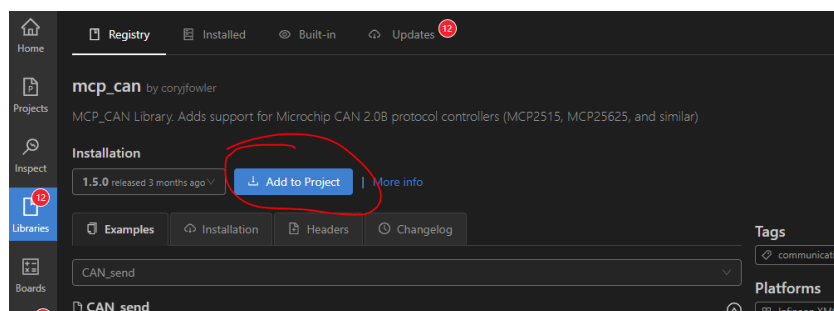 Home
Registry
Installed
Built-in
Updates
12
Projects
Inspect
12
Libraries
Boards
mcp_can by coryjfowler
MCP_CAN Library. Adds support for Microchip CAN 2.0B protocol controllers (MCP2515, MCP25625, and similar)
Installation
1.5.0 released 3 months ago
Add to Project
| More info
Examples
Installation
Headers
Changelog
CAN_send
CAN_send
Tags
communicati
Platforms